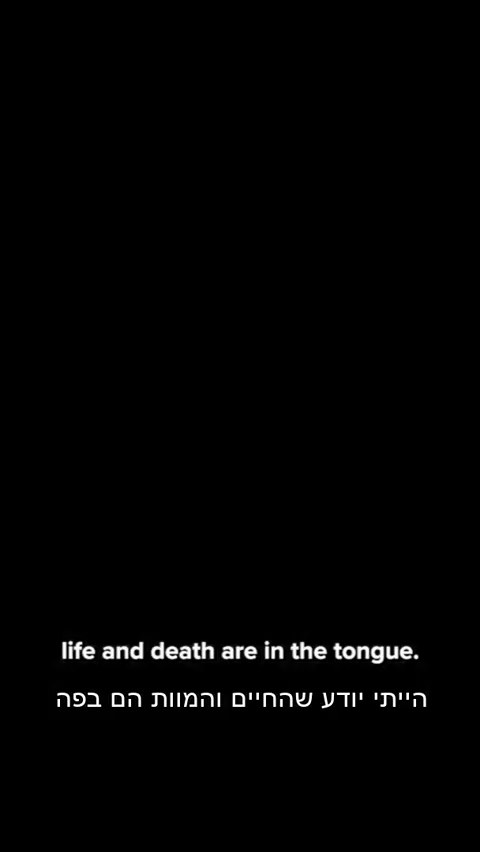 life and death are in the tongue.
הייתי יודע שהחיים והמוות הם בפה